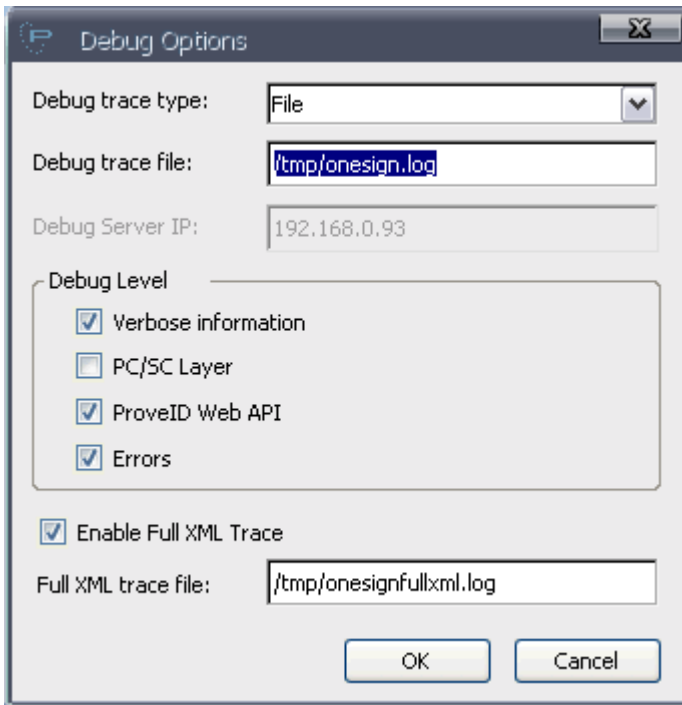 Debug Options
Debug trace type: File
Debug trace file: /tmp/onesign.log
Debug Server IP: 192.168.0.93
Debug Level
Verbose information
PC/SC Layer
ProveID Web API
Errors
Enable Full XML Trace
Full XML trace file: /tmp/onesignfullxml.log
OK Cancel